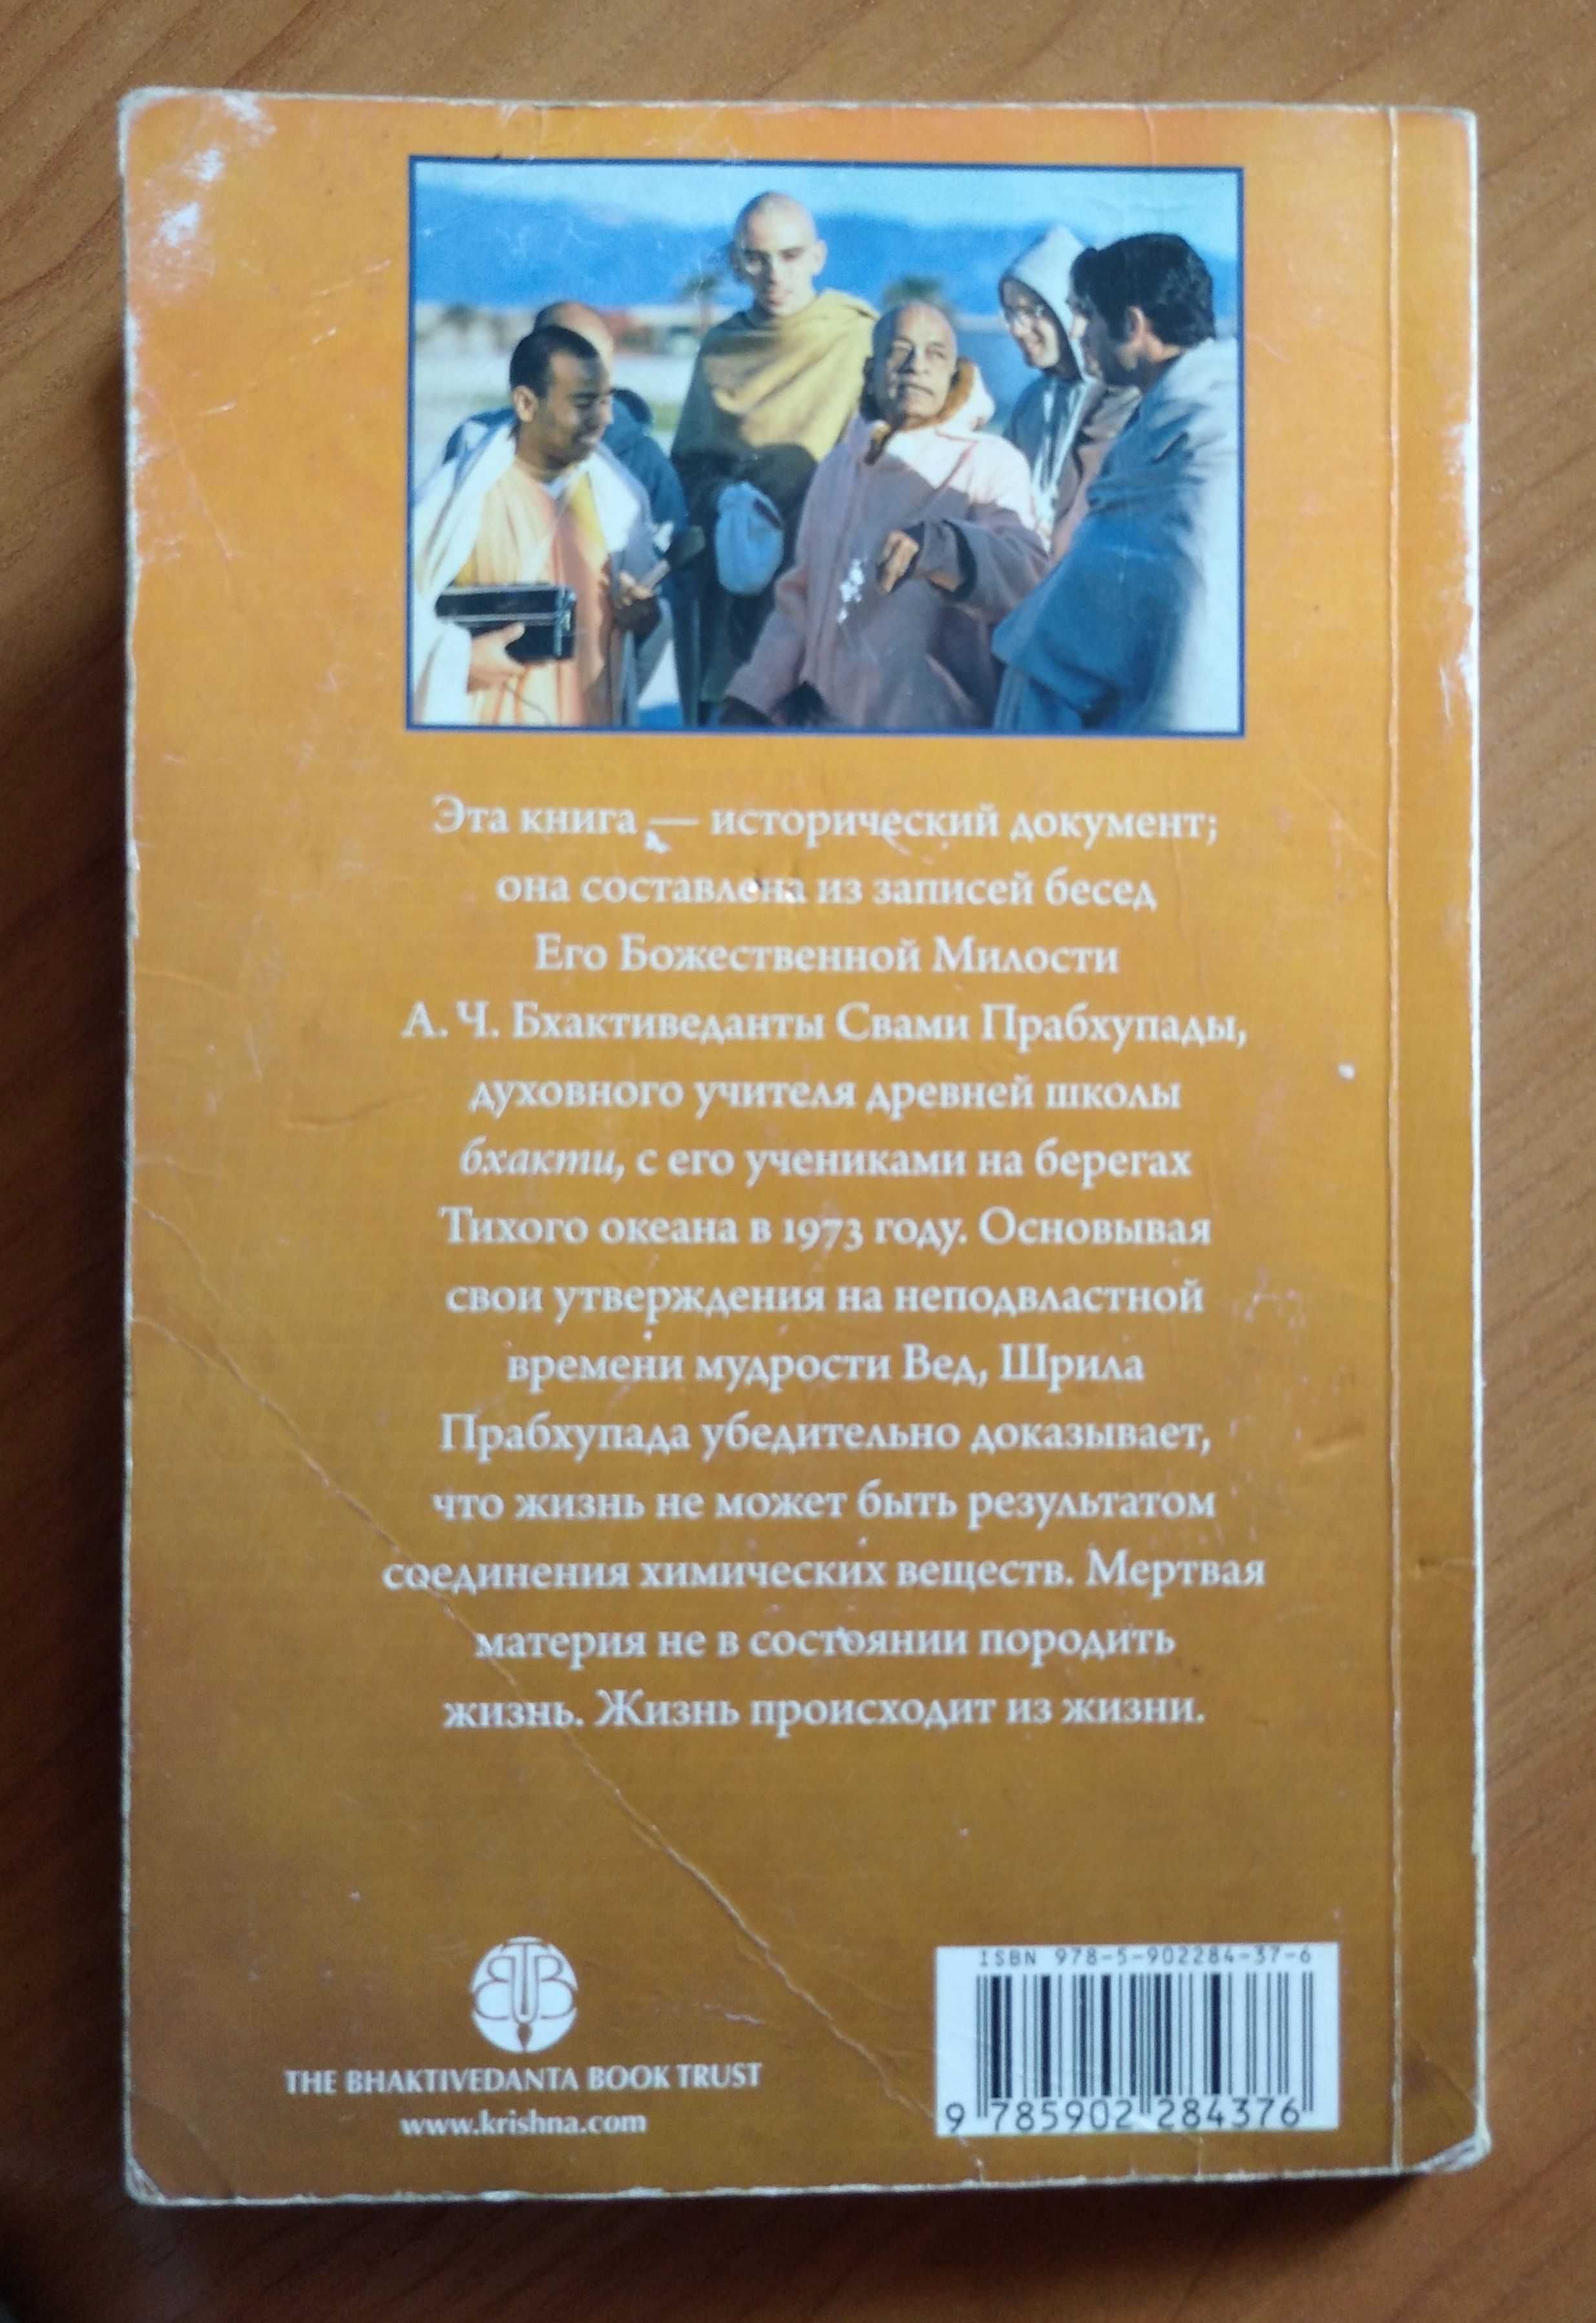 Эта книга — исторический документ;
она составлена из записей бесед
Его Божественной Милости
А. Ч. Бхактиведанты Свами Прабхупады,
духовного учителя древней школы
бхакти, с его учениками на берегах
Тихого океана в 1973 году. Основывая
свои утверждения на неподвластной
времени мудрости Вед, Шрила
Прабхупада убедительно доказывает,
что жизнь не может быть результатом
соединения химических веществ. Мертвая
материя не в состоянии породить
жизнь. Жизнь происходит из жизни.
BTB
THE BHAKTIVEDANTA BOOK TRUST
www.krishna.com
ISBN 978-5-902284-37-6
9 785902 284376